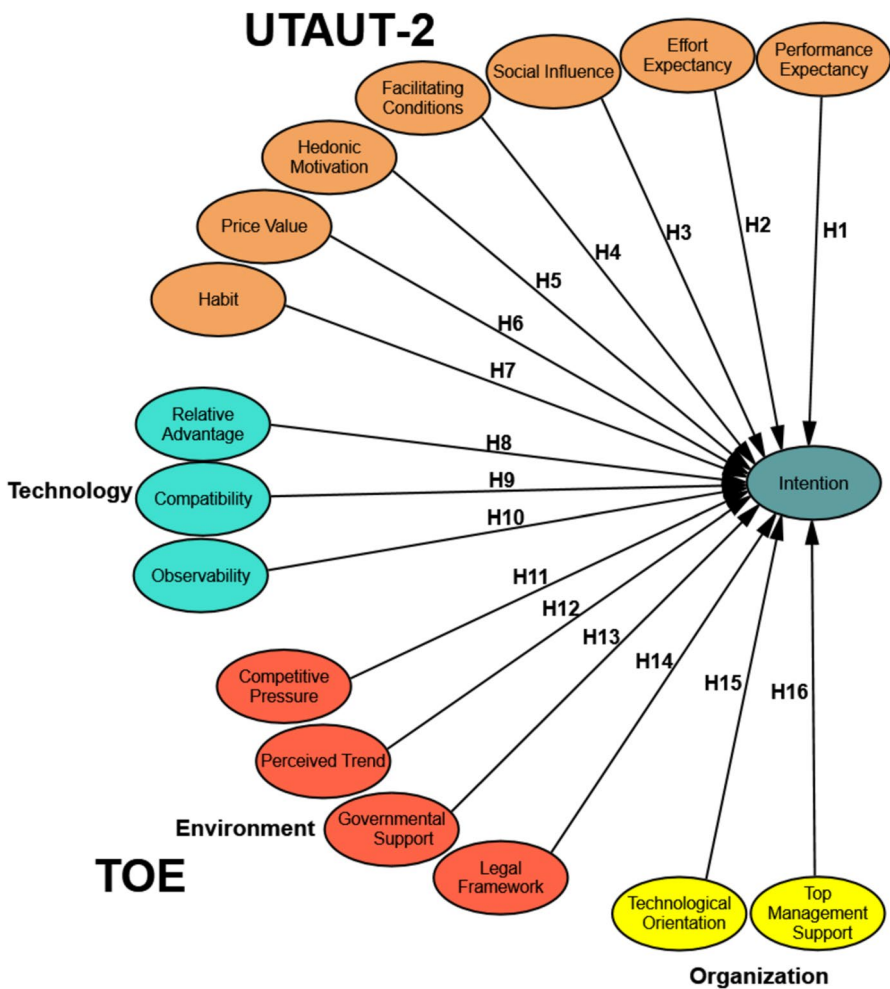 UTAUT-2
Performance
Expectancy
Effort
Expectancy
Social Influence
Facilitating
Conditions
Hedonic
Motivation
Price Value
Habit
H1
H2
H3
H4
H5
H6
H7
Relative
Advantage
Technology
Compatibility
Observability
H8
H9
H10
Intention
H11
H12
H13
H14
H15
H16
Competitive
Pressure
Perceived Trend
Environment
Governmental
Support
Legal
Framework
TOE
Technological
Orientation
Top
Management
Support
Organization